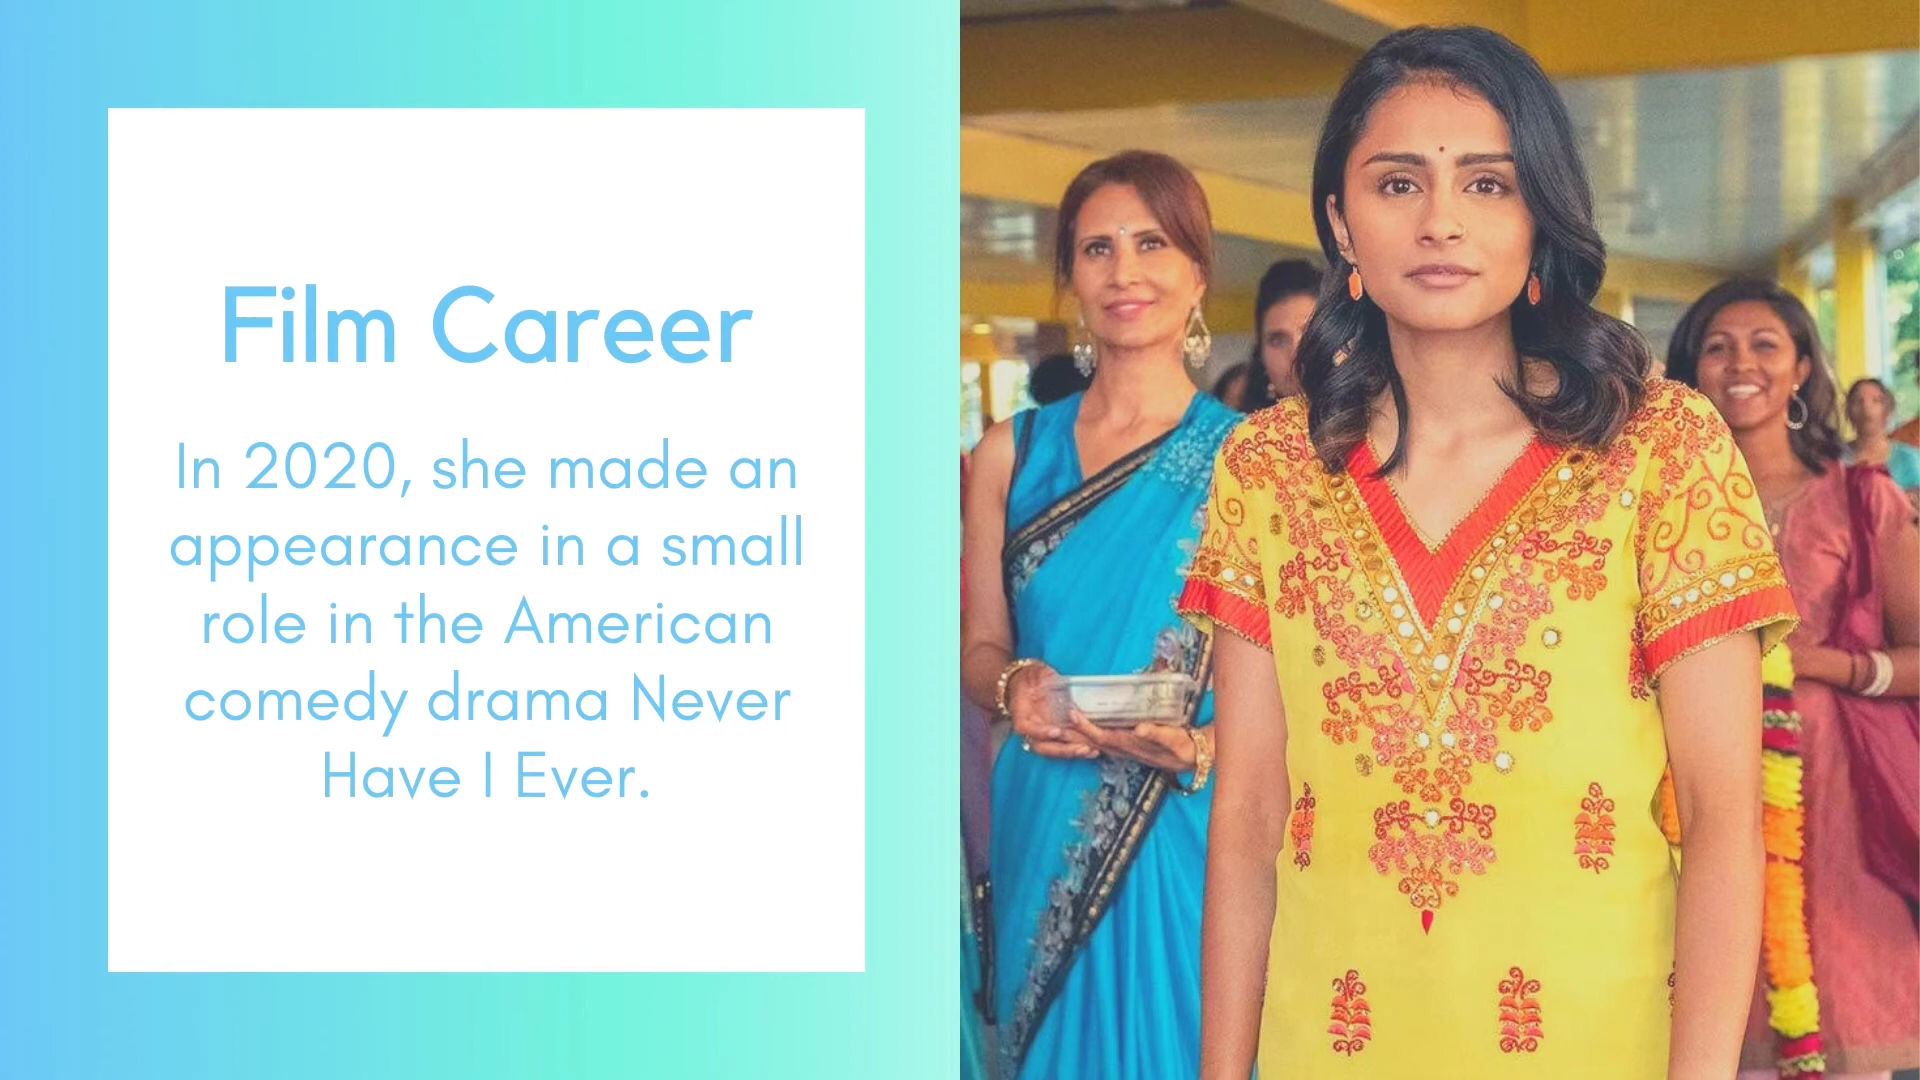 Film Career
In 2020, she made an
appearance in a small
role in the American
comedy drama Never
Have I Ever.